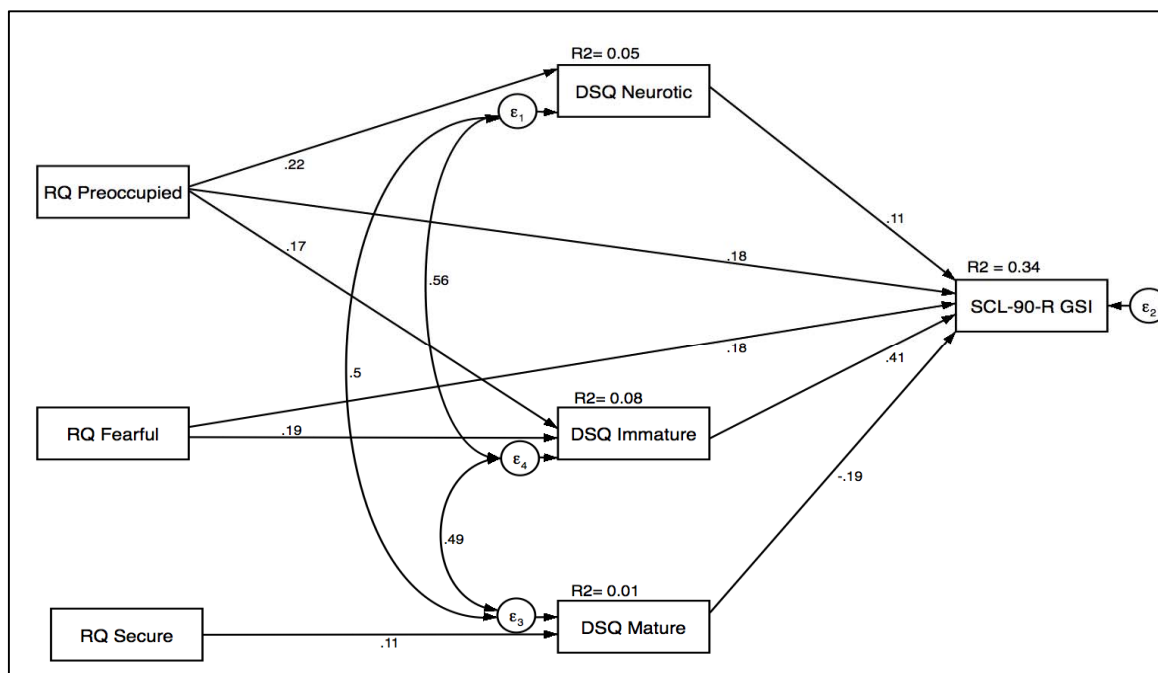 R2= 0.05
DSQ Neurotic
ε1
.22
RQ Preoccupied
.17
.11
.18
.56
R2 = 0.34
SCL-90-R GSI
ε2
.18
.41
.5
R2= 0.08
RQ Fearful
.19
DSQ Immature
ε4
-.19
.49
R2= 0.01
ε3
DSQ Mature
RQ Secure
.11